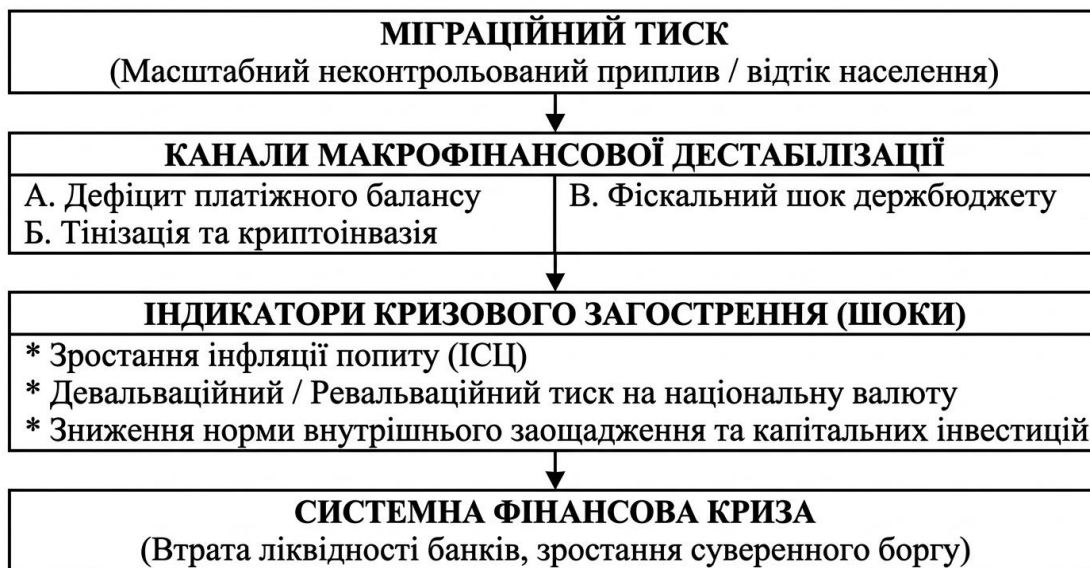 МІГРАЦІЙНИЙ ТИСК
(Масштабний неконтрольований приплив / відтік населення)
КАНАЛИ МАКРОФІНАНСОВОЇ ДЕСТАБІЛІЗАЦІЇ
А. Дефіцит платіжного балансу
Б. Тінізація та криптоінвазія
В. Фіскальний шок держбюджету
ІНДИКАТОРИ КРИЗОВОГО ЗАГОСТРЕННЯ (ШОКИ)
* Зростання інфляції попиту (ІСЦ)
* Девальваційний / Ревальваційний тиск на національну валюту
* Зниження норми внутрішнього заощадження та капітальних інвестицій
СИСТЕМНА ФІНАНСОВА КРИЗА
(Втрата ліквідності банків, зростання суверенного боргу)